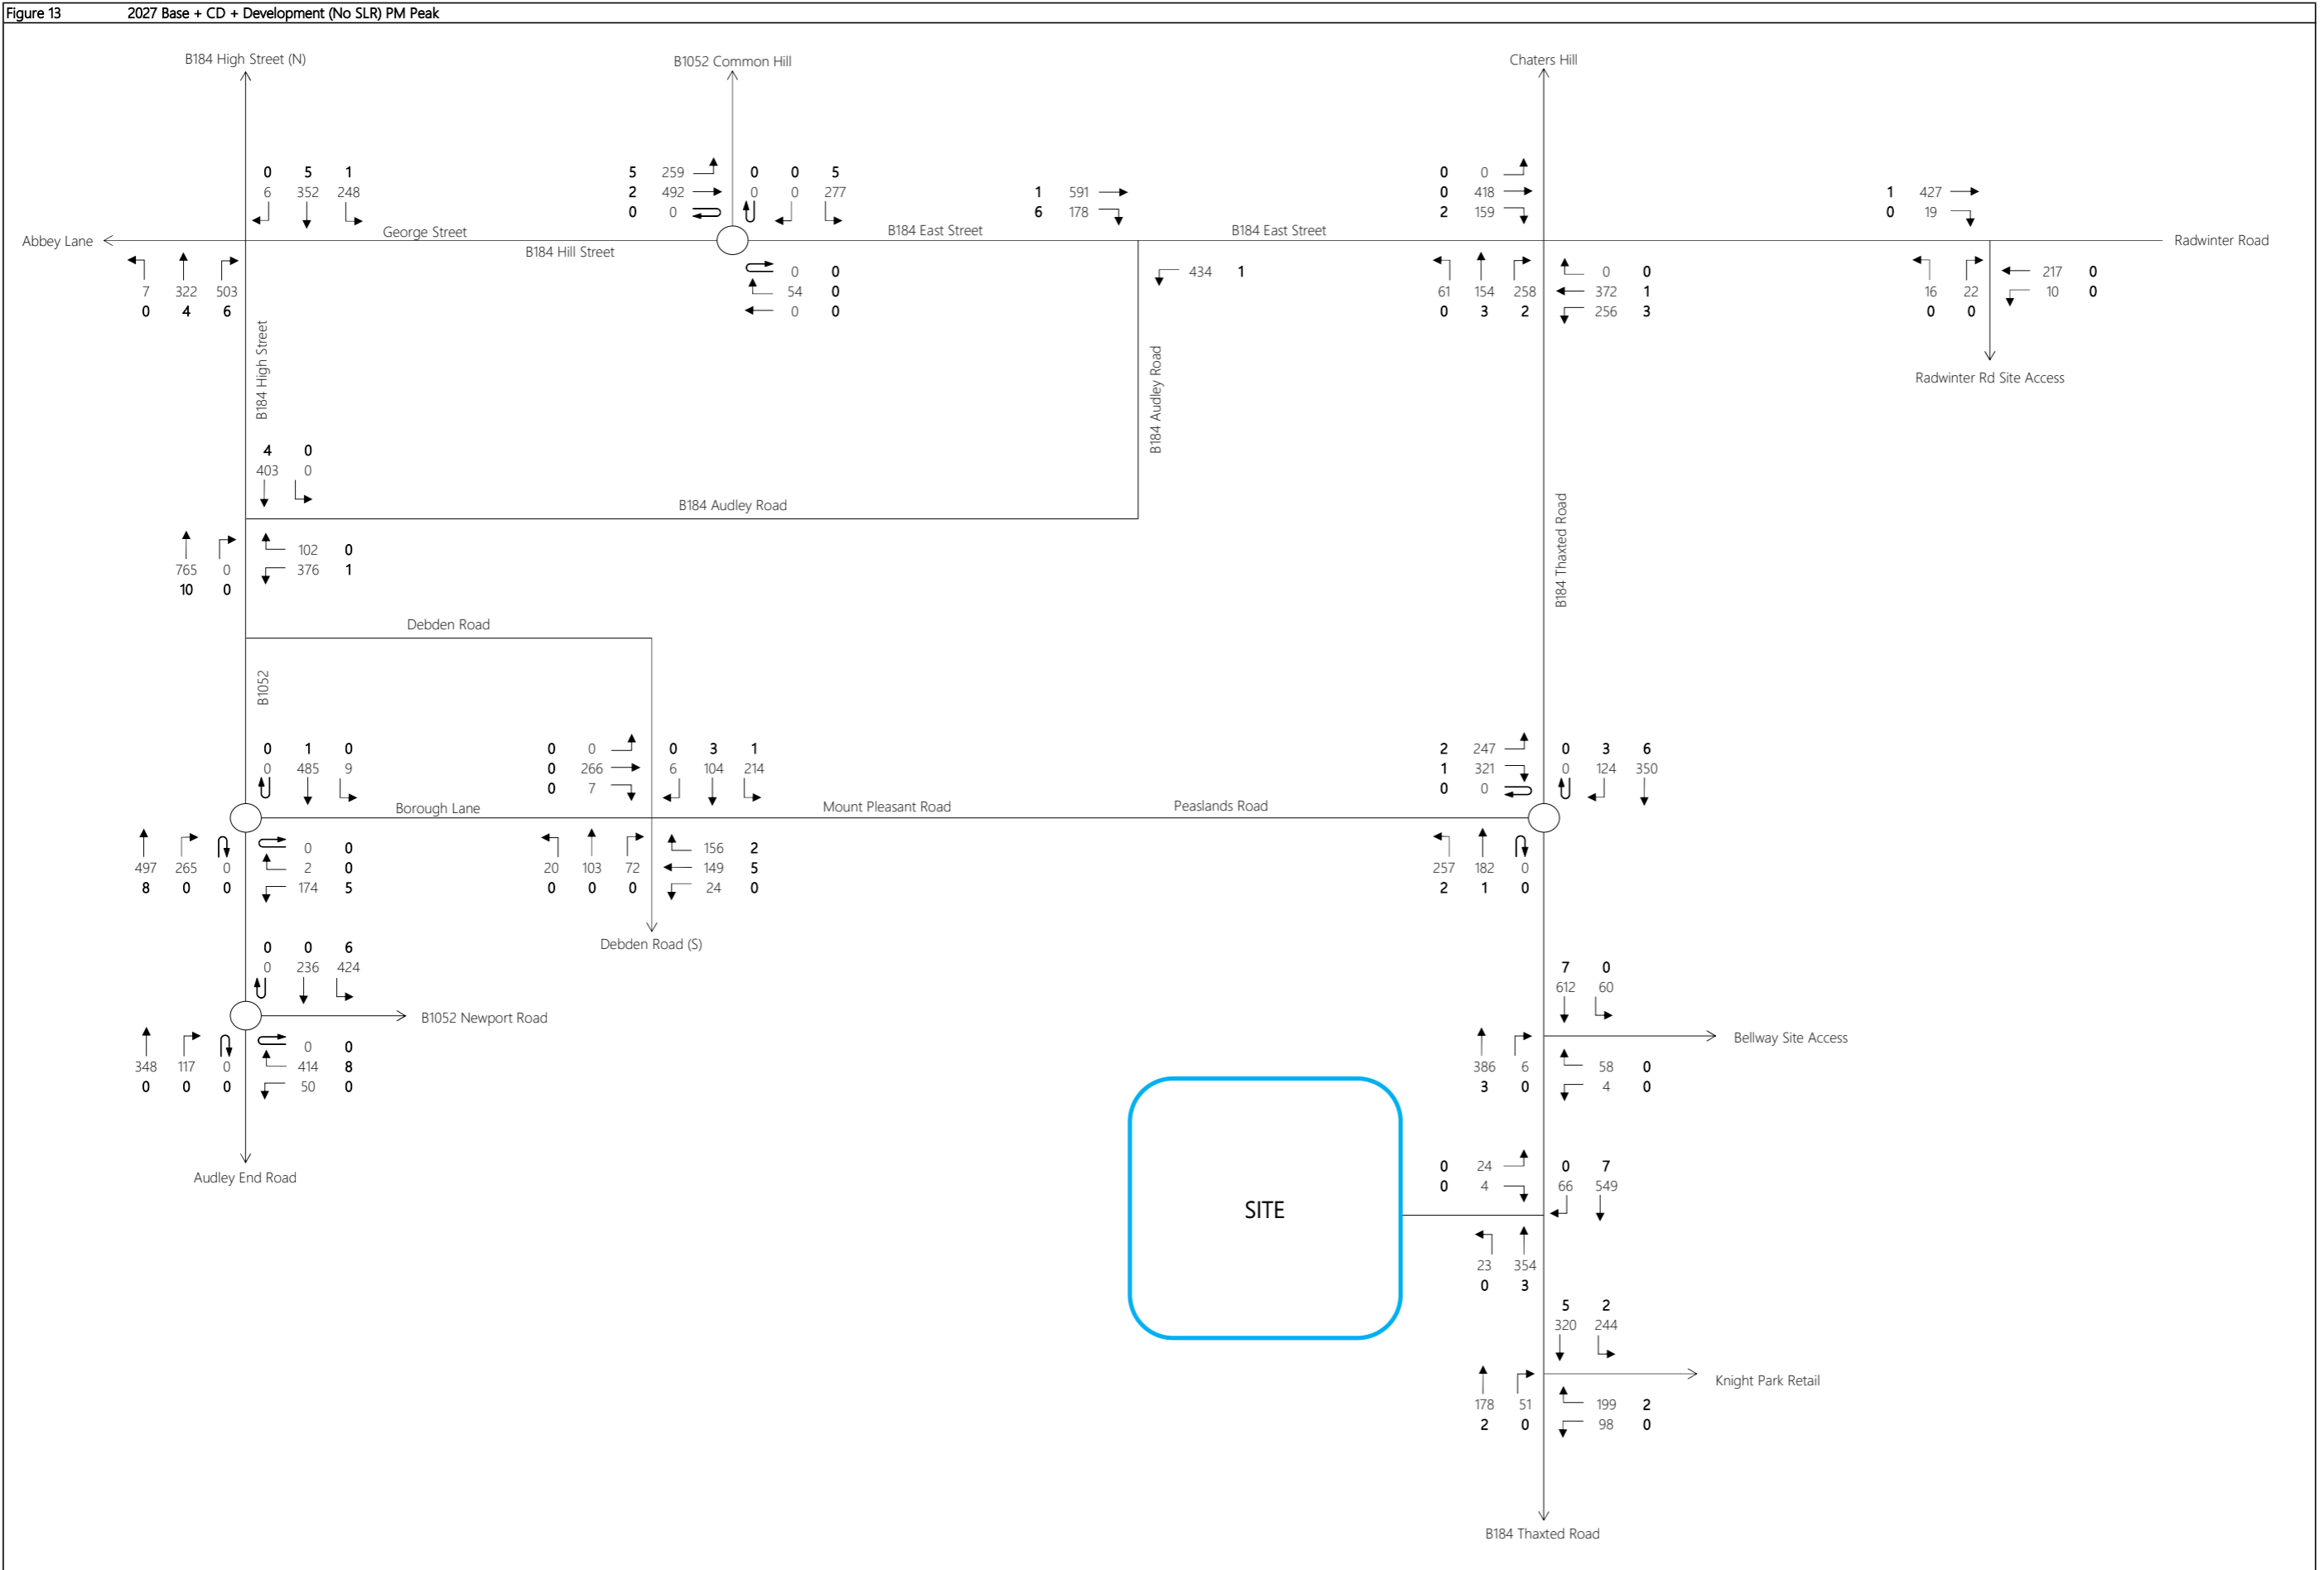 Figure 13 2027 Base + CD + Development (No SLR) PM Peak
B184 High Street (N) B1052 Common Hill Chaters Hill
0 5 1 5 259 0 0 5 0 0
6 352 248 2 492 0 0 277 1 591 0 418 1 427
0 0 6 178 2 159 0 19
George Street B184 East Street B184 East Street
Abbey Lane B184 Hill Street Radwinter Road
0 0 434 1 0 0 217 0
7 322 503 54 0 61 154 258 372 1 16 22 10 0
0 4 6 0 0 0 3 2 256 3 0 0
B184 High Street
B184 Audley Road
Radwinter Rd Site Access
4 0
403 0
B184 Audley Road
B184 Thaxted Road
102 0
765 0 376 1
10 0
Debden Road
B1052
0 1 0 0 0 0 3 1 2 247 0 3 6
0 485 9 0 266 6 104 214 1 321 0 124 350
0 7 0 0
Borough Lane Mount Pleasant Road Peaslands Road
0 0 156 2
497 265 0 2 0 20 103 72 149 5 257 182 0
8 0 0 174 5 0 0 0 24 0 2 1 0
Debden Road (S)
0 0 6
0 236 424
7 0
612 60
B1052 Newport Road
Bellway Site Access
0 0
348 117 0 414 8
0 0 0 50 0
386 6 58 0
3 0 4 0
Audley End Road
0 24 0 7
0 4 66 549
SITE
23 354
0 3
5 2
320 244
Knight Park Retail
178 51 199 2
2 0 98 0
B184 Thaxted Road